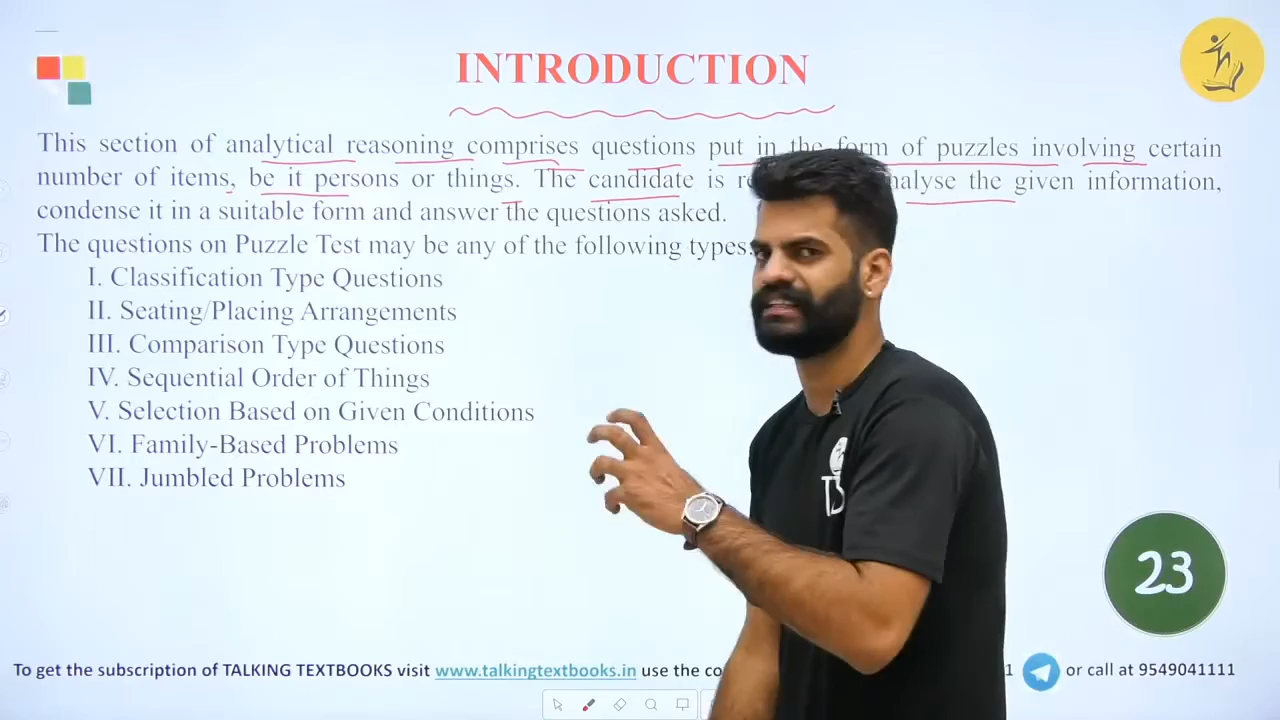 INTRODUCTION
This section of analytical reasoning comprises questions put in the form of puzzles involving certain
number of items, be it persons or things. The candidate is the given information,
condense it in a suitable form and answer the questions asked.
The questions on Puzzle Test may be any of the following types:
I. Classification Type Questions
II. Seating/Placing Arrangements
III. Comparison Type Questions
IV. Sequential Order of Things
V. Selection Based on Given Conditions
VI. Family-Based Problems
VII. Jumbled Problems
23
To get the subscription of TALKING TEXTBOOKS visit www.talkingtextbooks.in use the 1 or call at 9549041111